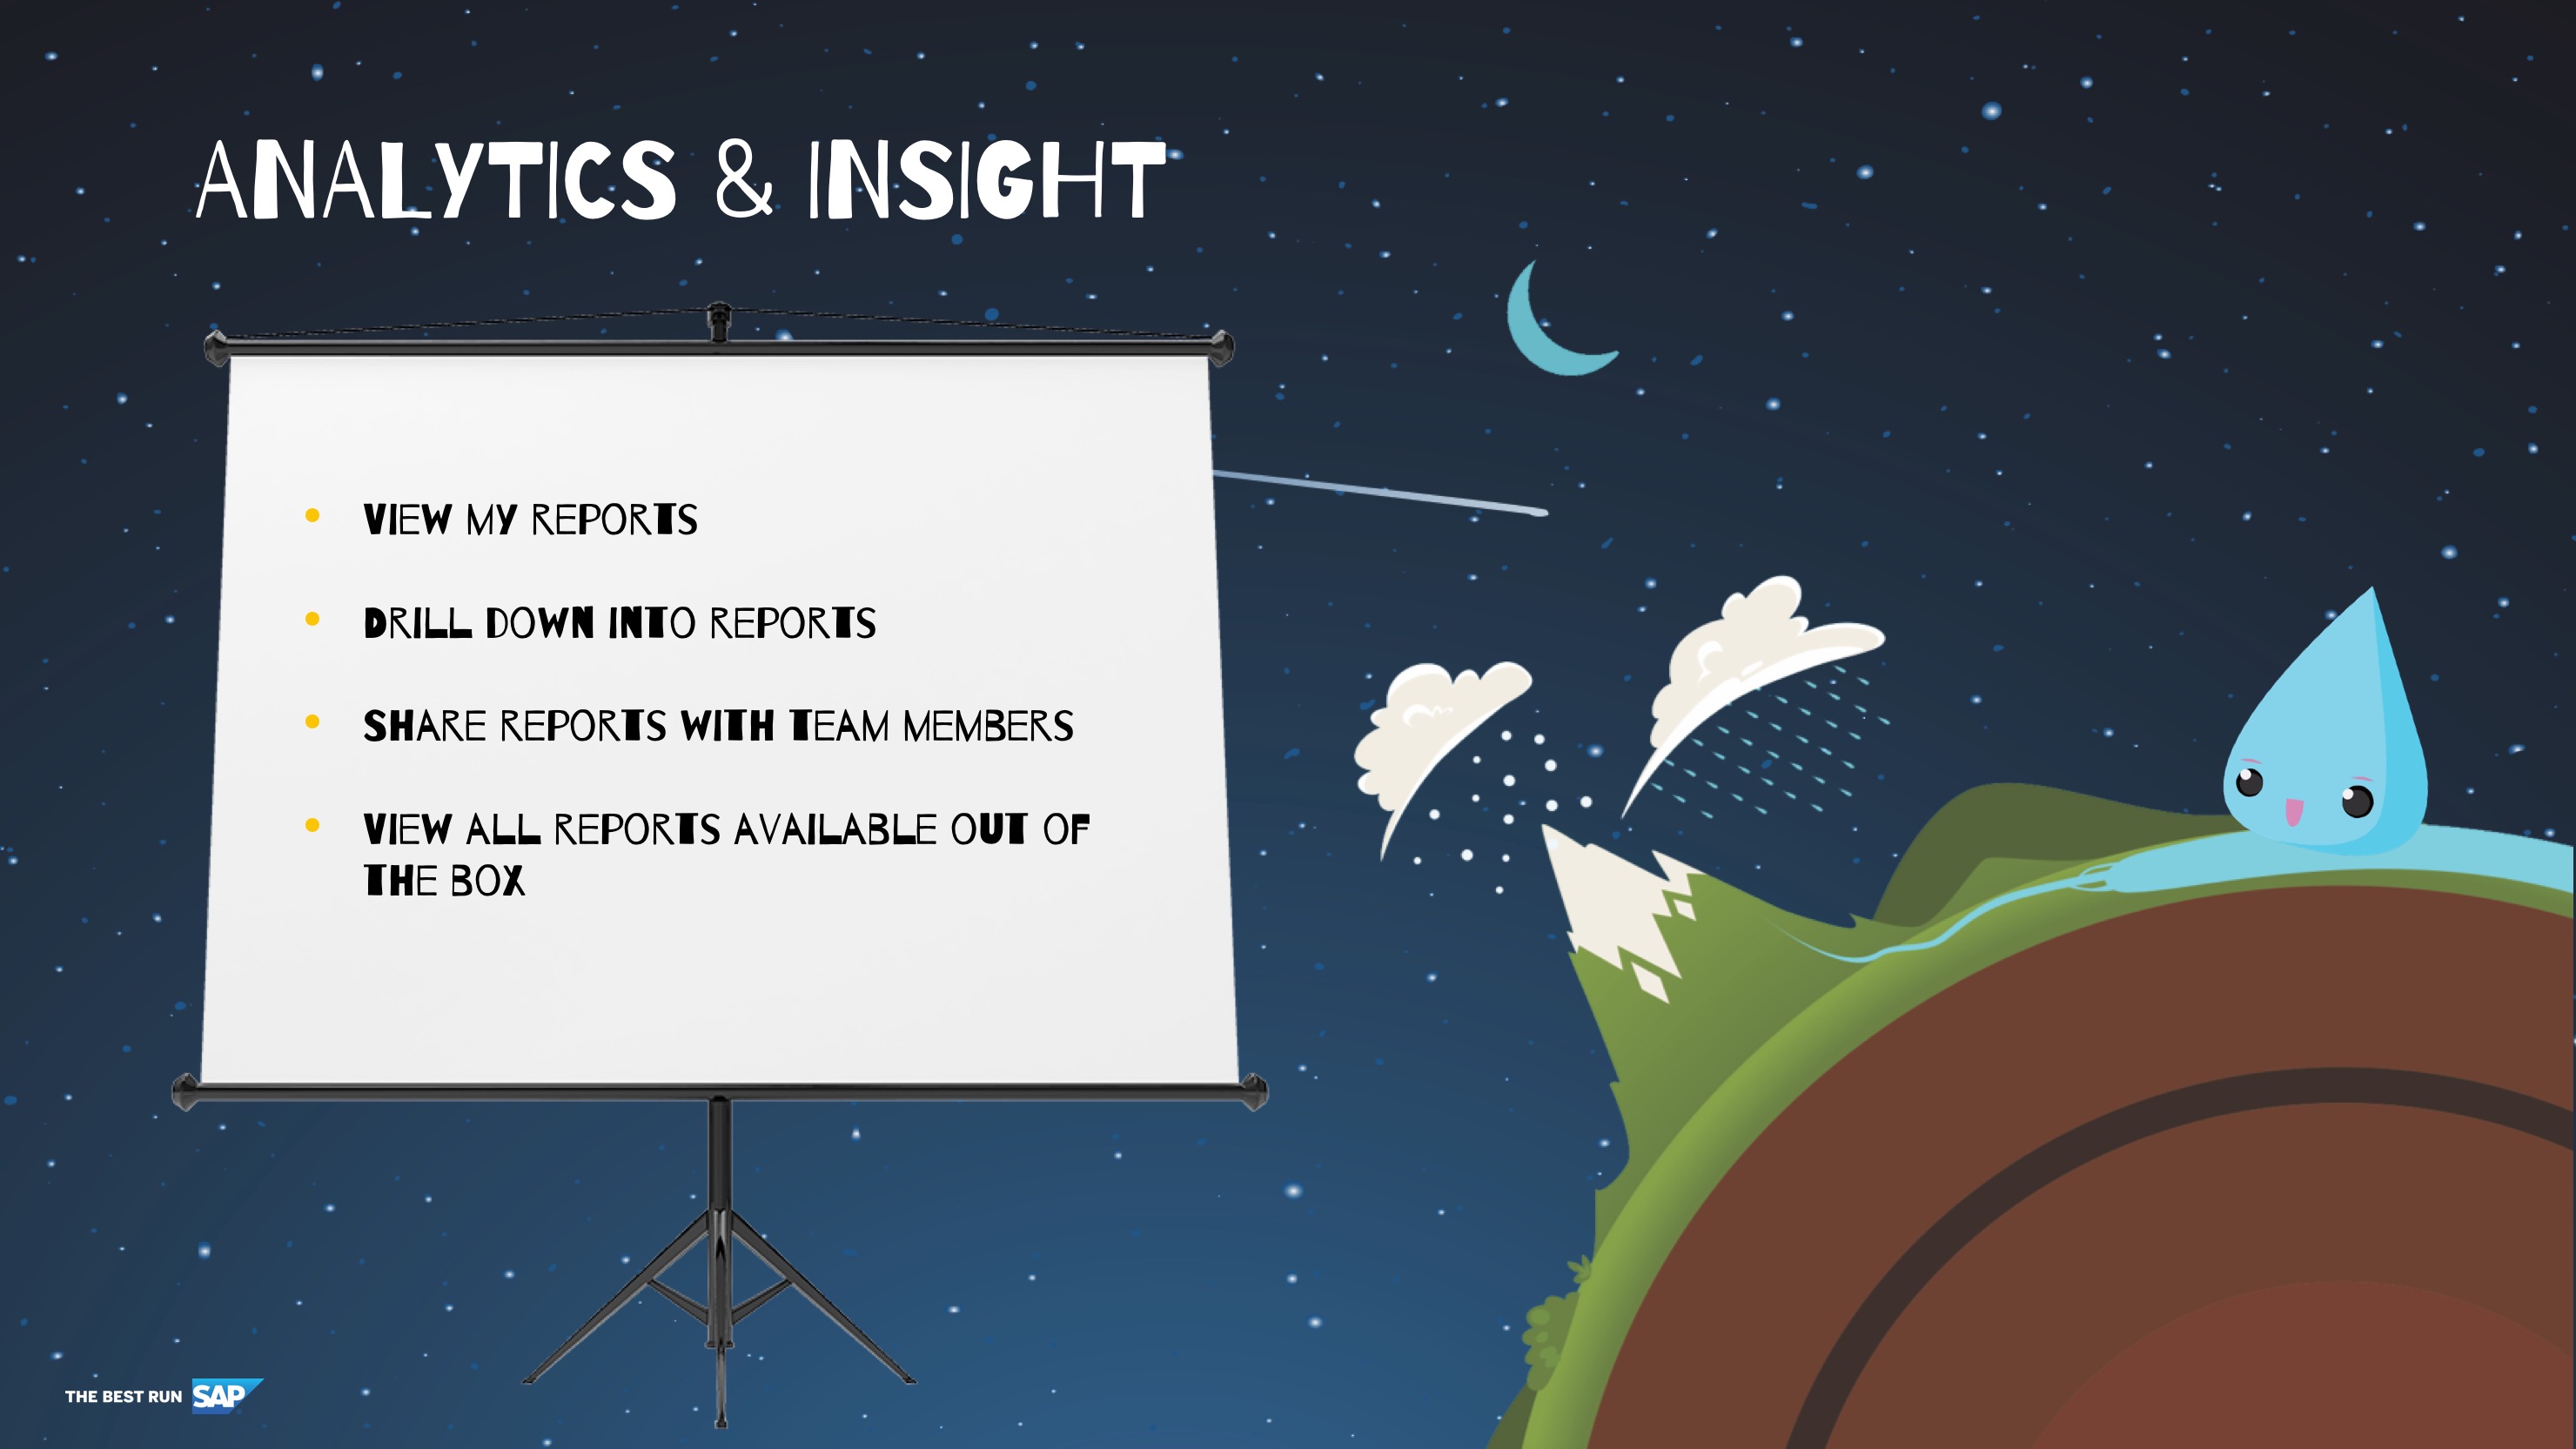 ANALYTICS & INSIGHT
• VIEW MY REPORTS
• DRILL DOWN INTO REPORTS
• SHARE REPORTS WITH TEAM MEMBERS
• VIEW ALL REPORTS AVAILABLE OUT OF
THE BOX
THE BEST RUN SAP